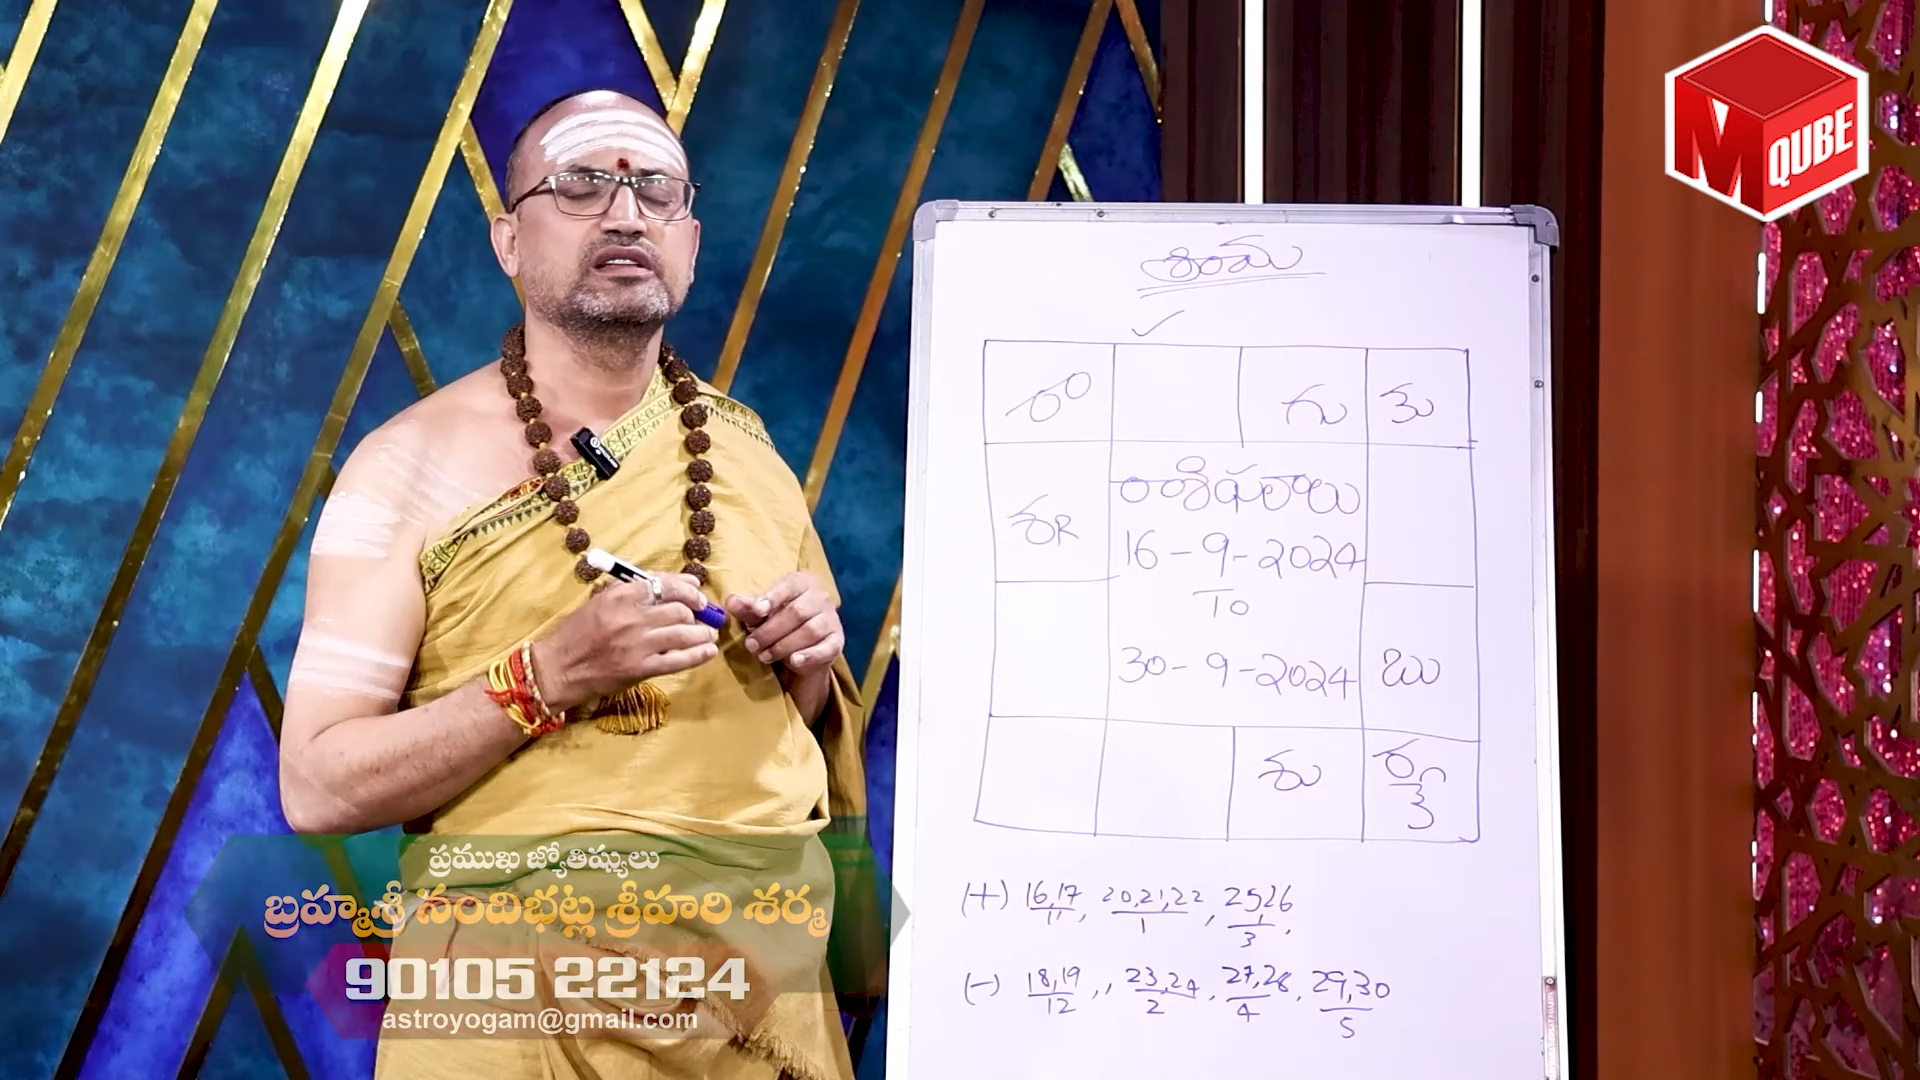 M QUBE
రా
గు
కు
రాశిఫలాలు
శR
16-9-2024
To
30-9-2024
బు
శు
ర
కే
(+) 16,17/11, 20,21,22/1, 25,26/3,
(-) 18,19/12,, 23,24/2, 27,28/4, 29,30/5
ప్రముఖ జ్యోతిష్యులు
బ్రహ్మశ్రీ నందిభట్ల శ్రీహరి శర్మ
90105 22124
astroyogam@gmail.com